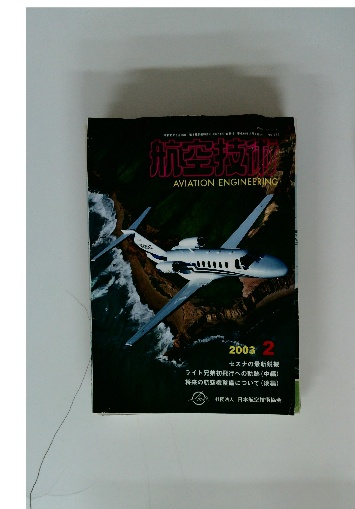 航空技術
AVIATION ENGINEERING
2003 2
セスナの最新鋭機
ライト兄弟初飛行への軌跡(中編)
将来の航空機整備について(後編)
社団法人 日本航空技術協会